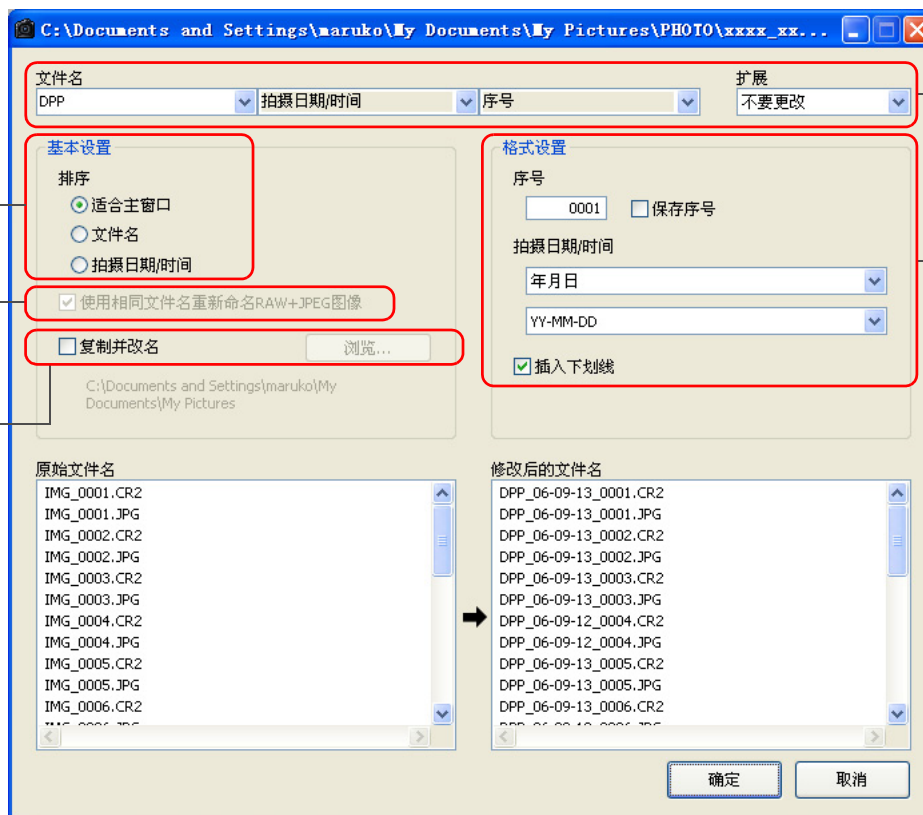 C:\Documents and Settings\maruko\My Documents\My Pictures\PHOTO\xxxx_xx...
文件名 扩展
DPP 拍摄日期/时间 序号 不要更改
基本设置
排序
适合主窗口
文件名
拍摄日期/时间
使用相同文件名重新命名RAW+JPEG图像
复制并改名 浏览...
C:\Documents and Settings\maruko\My
Documents\My Pictures
格式设置
序号
0001 保存序号
拍摄日期/时间
年月日
YY-MM-DD
插入下划线
原始文件名
IMG_0001.CR2
IMG_0001.JPG
IMG_0002.CR2
IMG_0002.JPG
IMG_0003.CR2
IMG_0003.JPG
IMG_0004.CR2
IMG_0004.JPG
IMG_0005.CR2
IMG_0005.JPG
IMG_0006.CR2
修改后的文件名
DPP_06-09-13_0001.CR2
DPP_06-09-13_0001.JPG
DPP_06-09-13_0002.CR2
DPP_06-09-13_0002.JPG
DPP_06-09-13_0003.CR2
DPP_06-09-13_0003.JPG
DPP_06-09-12_0004.CR2
DPP_06-09-12_0004.JPG
DPP_06-09-13_0005.CR2
DPP_06-09-13_0005.JPG
DPP_06-09-13_0006.CR2
确定 取消